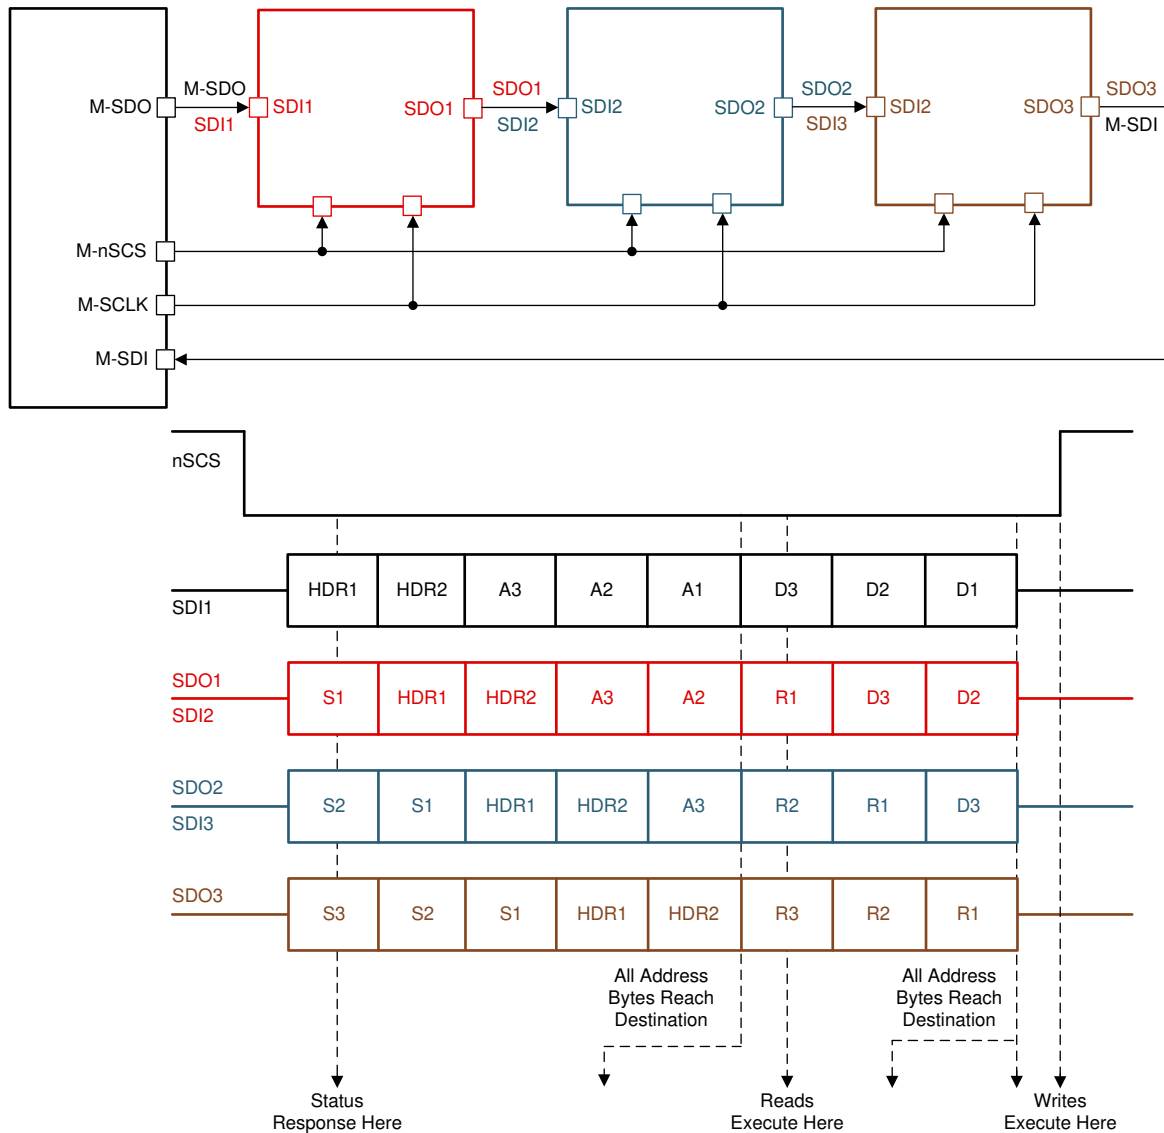 M-SDO
M-SDO
SDI1
SDI1
SDO1
SDO1
SDI2
SDI2
SDO2
SDO2
SDI3
SDI2
SDO3
SDO3
M-SDI
M-nSCS
M-SCLK
M-SDI
nSCS
SDI1
HDR1 HDR2 A3 A2 A1 D3 D2 D1
SDO1
SDI2
S1 HDR1 HDR2 A3 A2 R1 D3 D2
SDO2
SDI3
S2 S1 HDR1 HDR2 A3 R2 R1 D3
SDO3
S3 S2 S1 HDR1 HDR2 R3 R2 R1
All Address
Bytes Reach
Destination
All Address
Bytes Reach
Destination
Status
Response Here
Reads
Execute Here
Writes
Execute Here